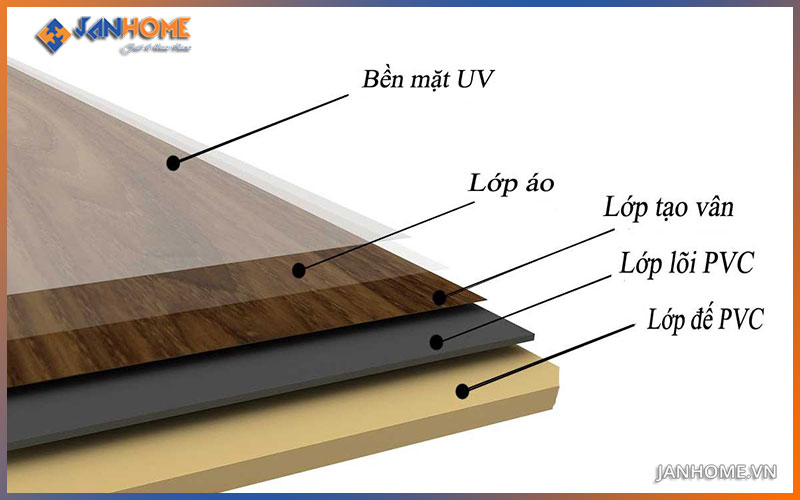 JANHOME
Bền mặt UV
Lớp áo
Lớp tạo vân
Lớp lõi PVC
Lớp đế PVC
JANHOME.VN